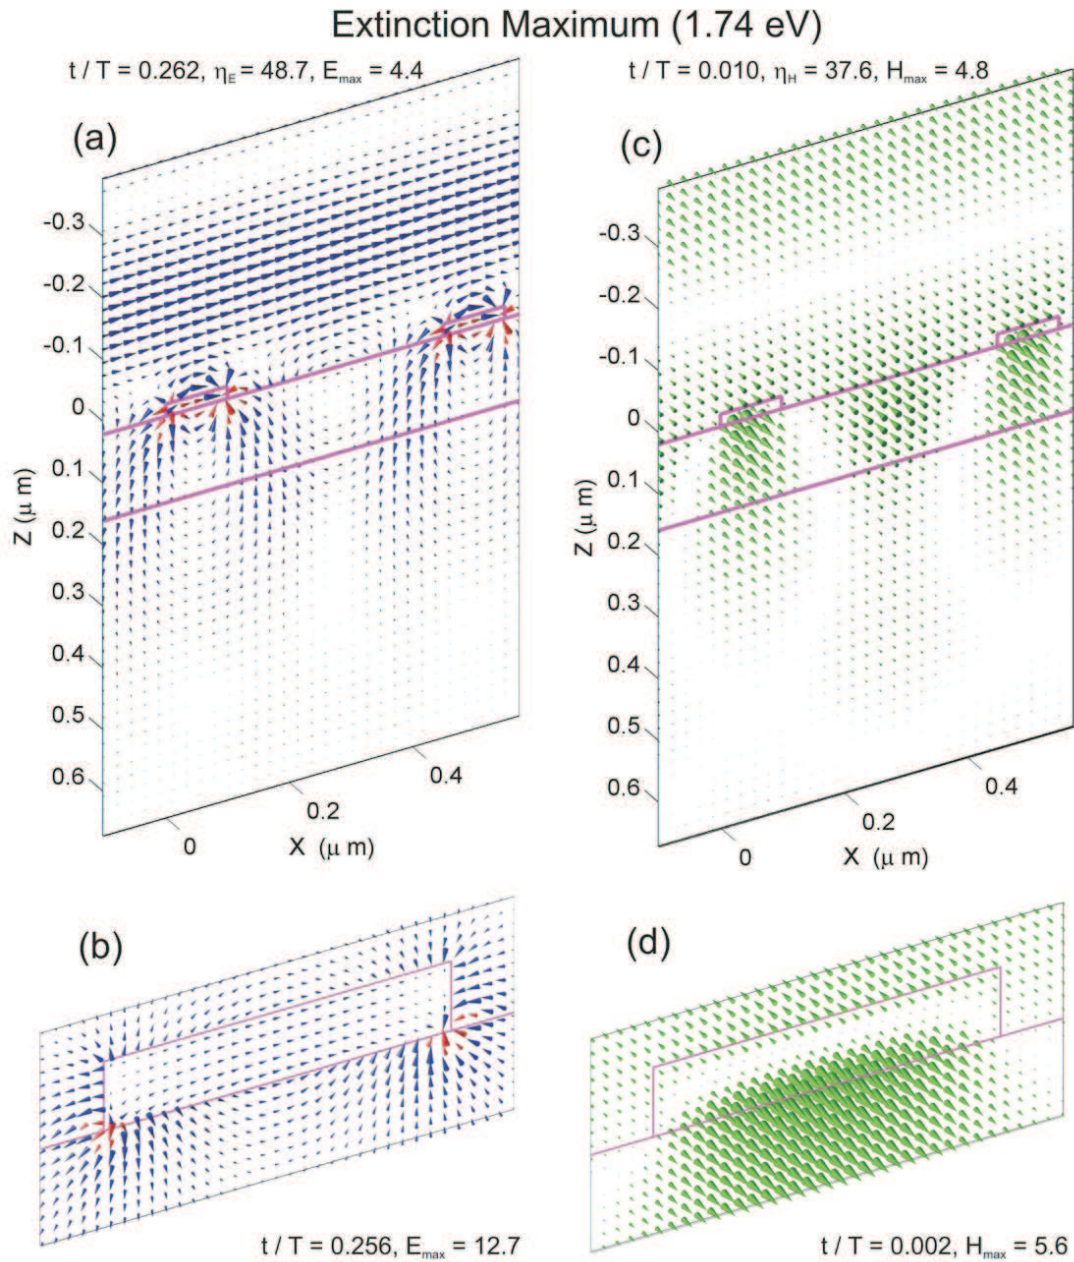 Extinction Maximum (1.74 eV)
t / T = 0.262, η_E = 48.7, E_max = 4.4
t / T = 0.010, η_H = 37.6, H_max = 4.8
(a)
(c)
-0.3
-0.2
-0.1
0
0.1
0.2
0.3
0.4
0.5
0.6
Z (μ m)
0
0.2
0.4
X (μ m)
-0.3
-0.2
-0.1
0
0.1
0.2
0.3
0.4
0.5
0.6
Z (μ m)
0
0.2
0.4
X (μ m)
(b)
(d)
t / T = 0.256, E_max = 12.7
t / T = 0.002, H_max = 5.6